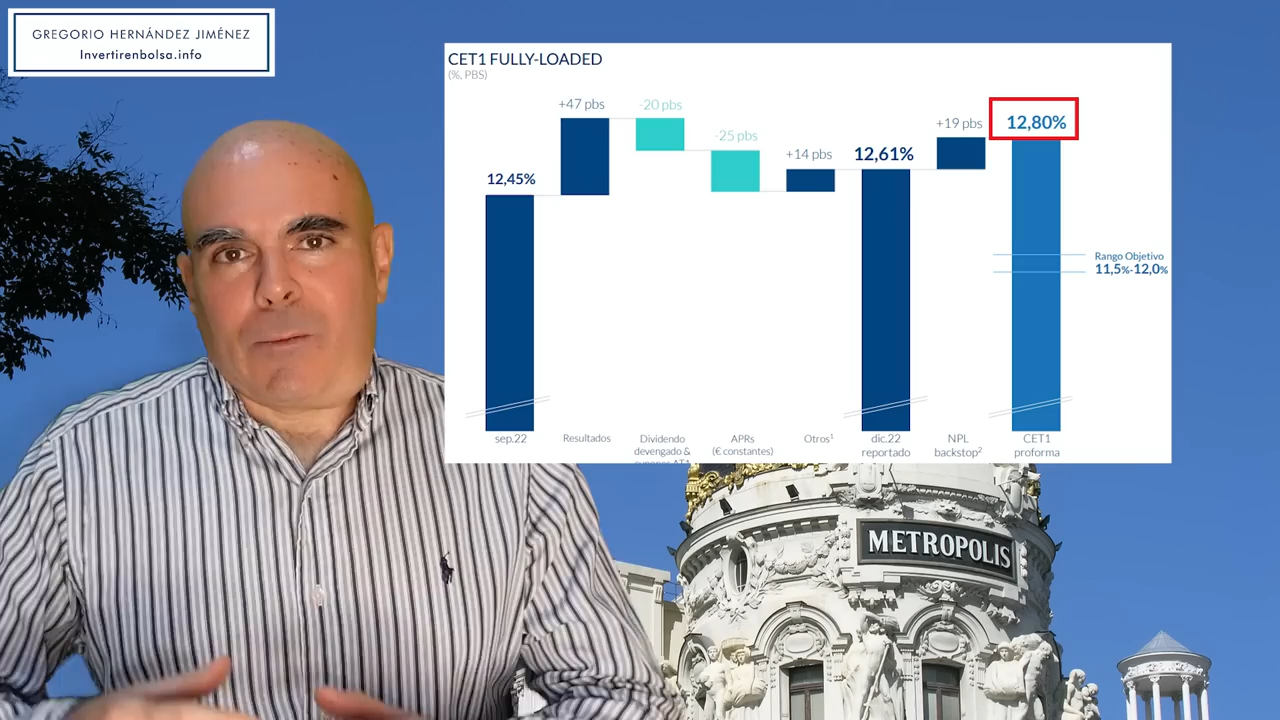 GREGORIO HERNÁNDEZ JIMÉNEZ
Invertirenbolsa.info
CET1 FULLY-LOADED
(%, PBS)
12,45%
+47 pbs
-20 pbs
-25 pbs
+14 pbs
12,61%
+19 pbs
12,80%
Rango Objetivo
11,5%-12,0%
sep.22
Resultados
Dividendo
devengado &
APRs
(€ constantes)
Otros¹
dic.22
reportado
NPL
backstop²
CET1
proforma
METROPOLIS